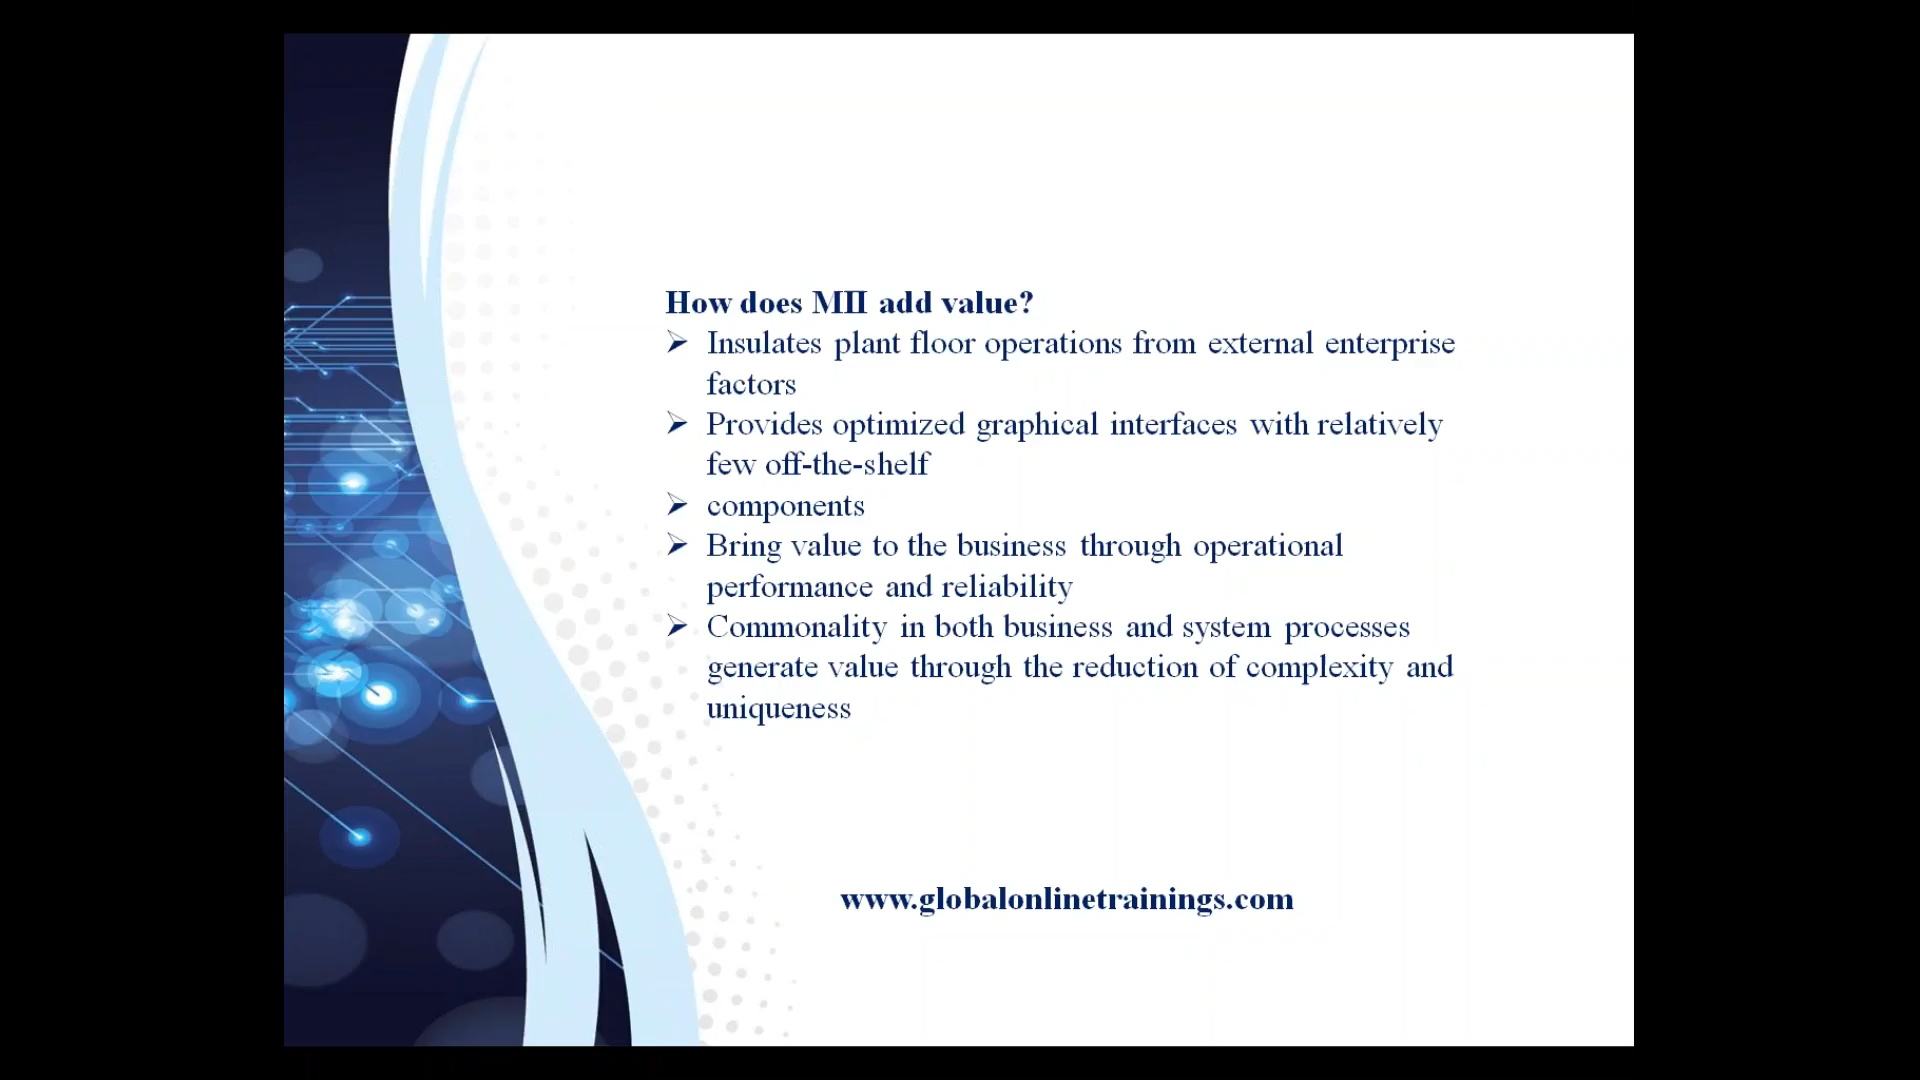 How does MII add value?
➢ Insulates plant floor operations from external enterprise
factors
➢ Provides optimized graphical interfaces with relatively
few off-the-shelf
➢ components
➢ Bring value to the business through operational
performance and reliability
➢ Commonality in both business and system processes
generate value through the reduction of complexity and
uniqueness
www.globalonlinetrainings.com